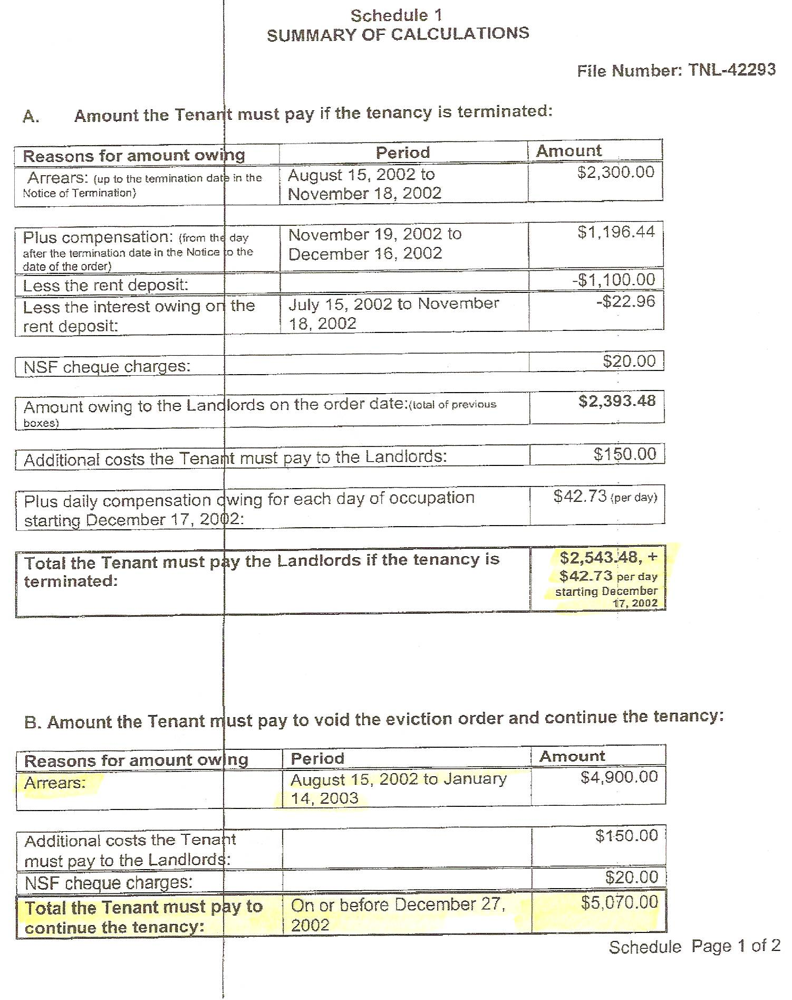 Schedule 1
SUMMARY OF CALCULATIONS
File Number: TNL-42293
A. Amount the Tenant must pay if the tenancy is terminated:
Reasons for amount owing Period Amount
Arrears: (up to the termination date in the August 15, 2002 to $2,300.00
Notice of Termination) November 18, 2002
Plus compensation: (from the day November 19, 2002 to $1,196.44
after the termination date in the Notice to the December 16, 2002
date of the order)
Less the rent deposit: -$1,100.00
Less the interest owing on the July 15, 2002 to November -$22.96
rent deposit: 18, 2002
NSF cheque charges: $20.00
Amount owing to the Landlords on the order date:(total of previous $2,393.48
boxes)
Additional costs the Tenant must pay to the Landlords: $150.00
Plus daily compensation owing for each day of occupation $42.73 (per day)
starting December 17, 2002:
Total the Tenant must pay the Landlords if the tenancy is $2,543.48, +
terminated: $42.73 per day
starting December
17, 2002
B. Amount the Tenant must pay to void the eviction order and continue the tenancy:
Reasons for amount owing Period Amount
Arrears: August 15, 2002 to January $4,900.00
14, 2003
Additional costs the Tenant $150.00
must pay to the Landlords:
NSF cheque charges: $20.00
Total the Tenant must pay to On or before December 27, $5,070.00
continue the tenancy: 2002
Schedule Page 1 of 2